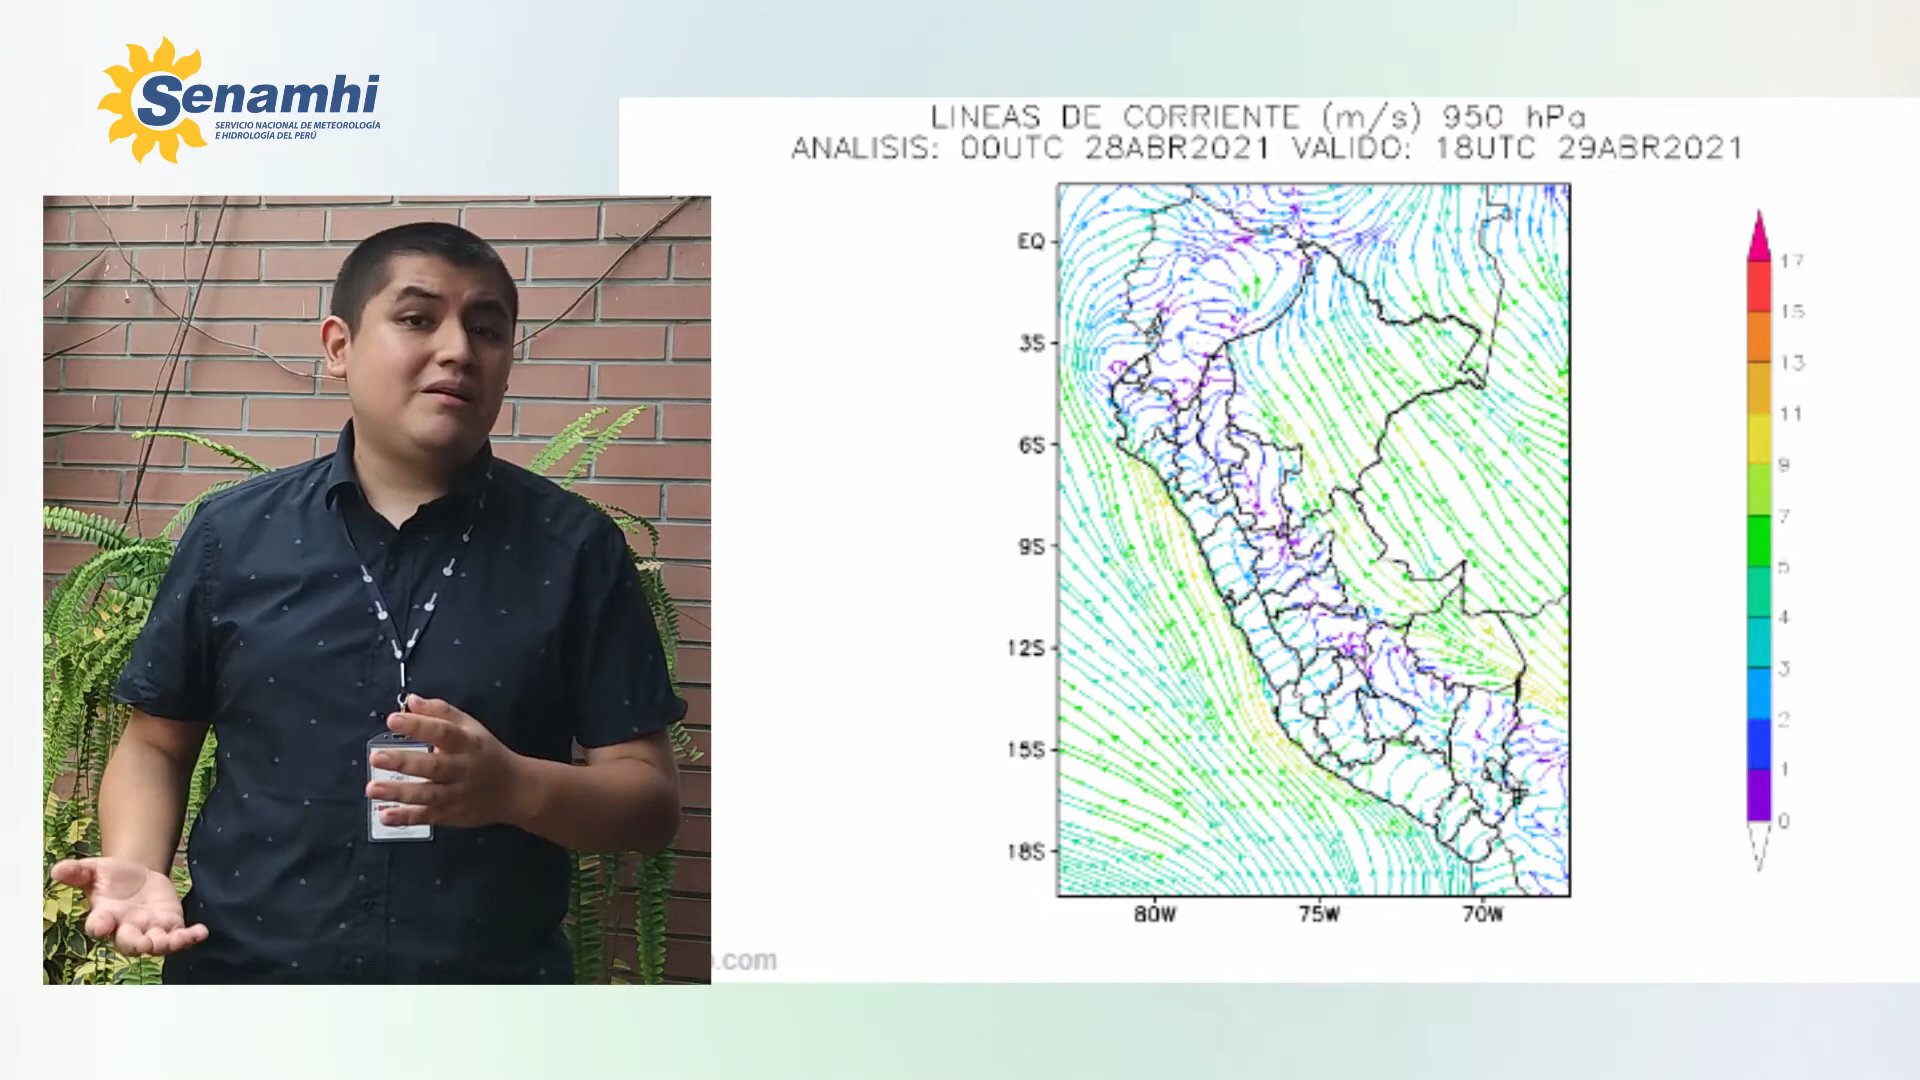 Senamhi
SERVICIO NACIONAL DE METEOROLOGÍA
E HIDROLOGÍA DEL PERÚ
LINEAS DE CORRIENTE (m/s) 950 hPa
ANALISIS: 00UTC 28ABR2021 VALIDO: 18UTC 29ABR2021
EQ
3S
6S
9S
12S
15S
18S
80W
75W
70W
17
15
13
11
9
7
5
4
3
2
1
0
.com